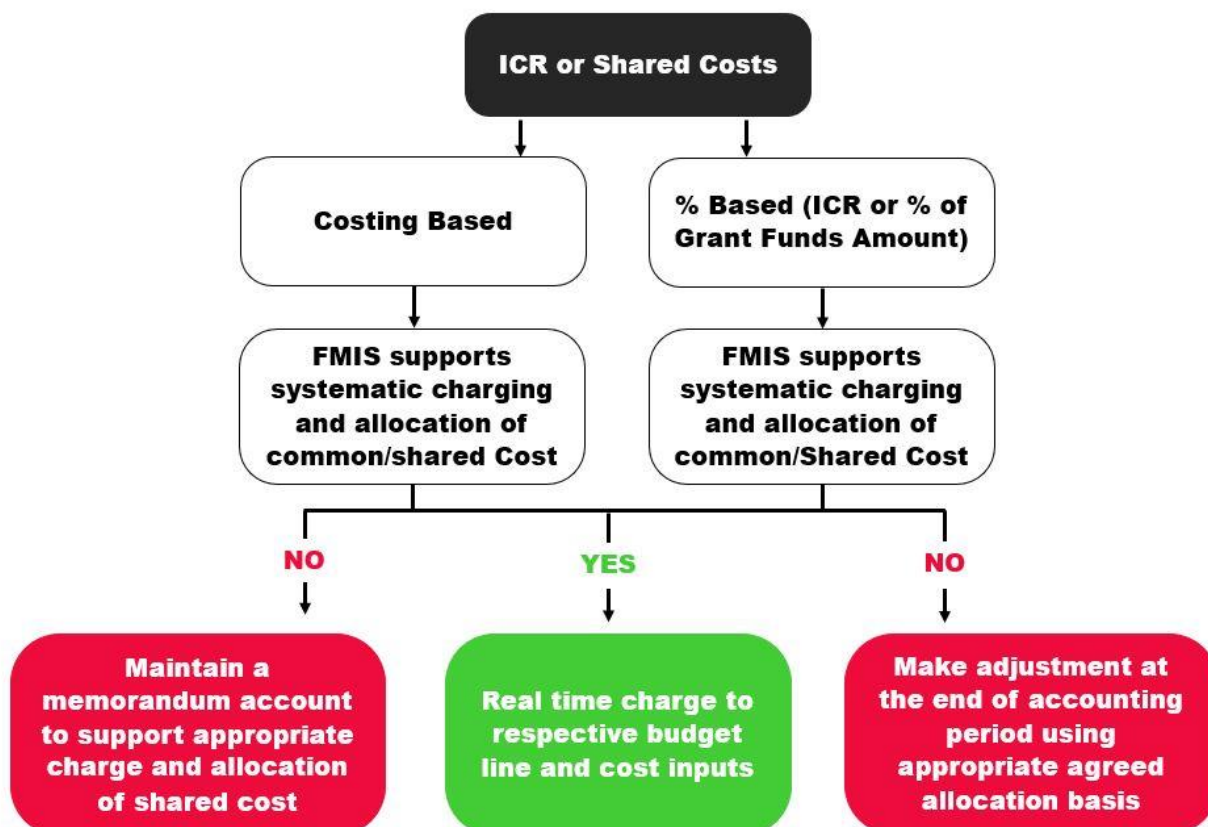 ICR or Shared Costs
Costing Based
% Based (ICR or % of
Grant Funds Amount)
FMIS supports
systematic charging
and allocation of
common/shared Cost
FMIS supports
systematic charging
and allocation of
common/Shared Cost
NO
YES
NO
Maintain a
memorandum account
to support appropriate
charge and allocation
of shared cost
Real time charge to
respective budget
line and cost inputs
Make adjustment at
the end of accounting
period using
appropriate agreed
allocation basis